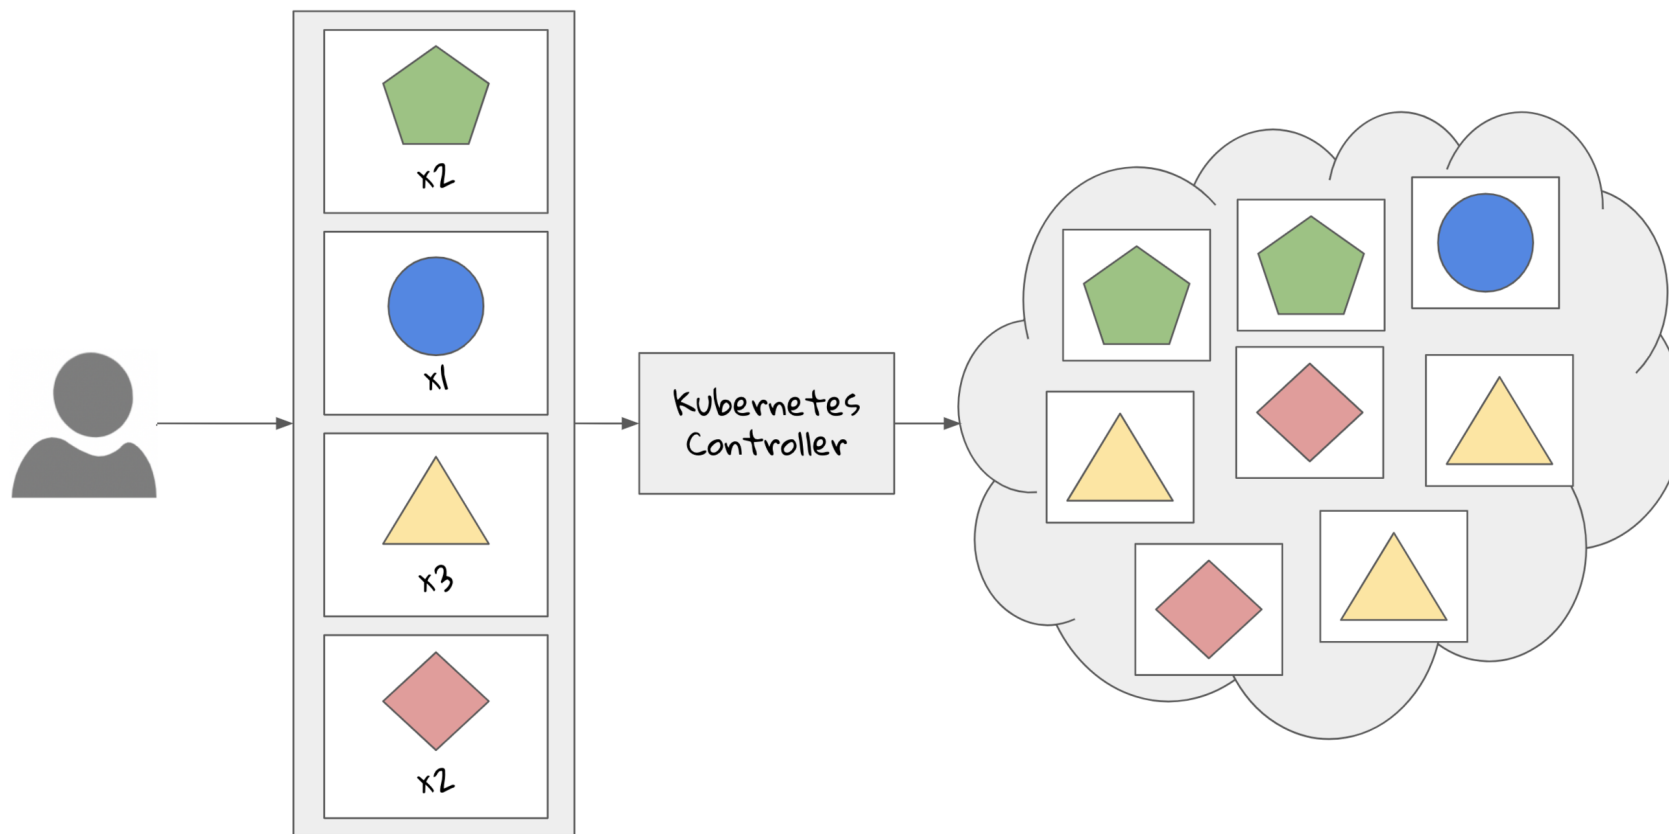 x2
x1
x3
x2
Kubernetes
Controller